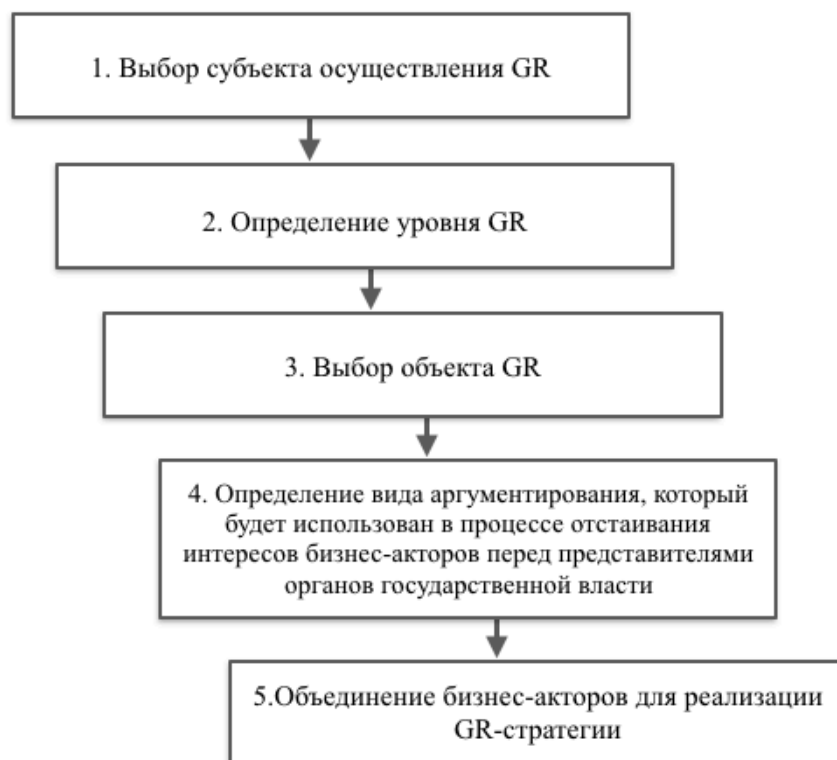 1. Выбор субъекта осуществления GR
2. Определение уровня GR
3. Выбор объекта GR
4. Определение вида аргументирования, который
будет использован в процессе отстаивания
интересов бизнес-акторов перед представителями
органов государственной власти
5.Объединение бизнес-акторов для реализации
GR-стратегии